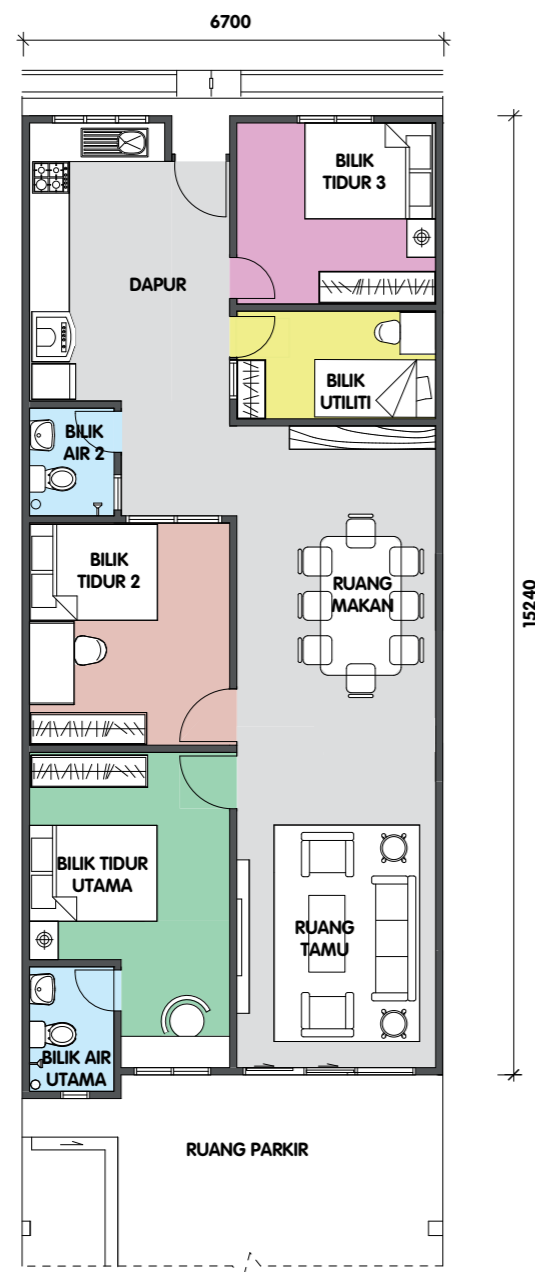 6700
BILIK
TIDUR 3
DAPUR
BILIK
UTILITI
BILIK
AIR 2
BILIK
TIDUR 2
RUANG
MAKAN
15240
BILIK TIDUR
UTAMA
RUANG
TAMU
BILIK AIR
UTAMA
RUANG PARKIR